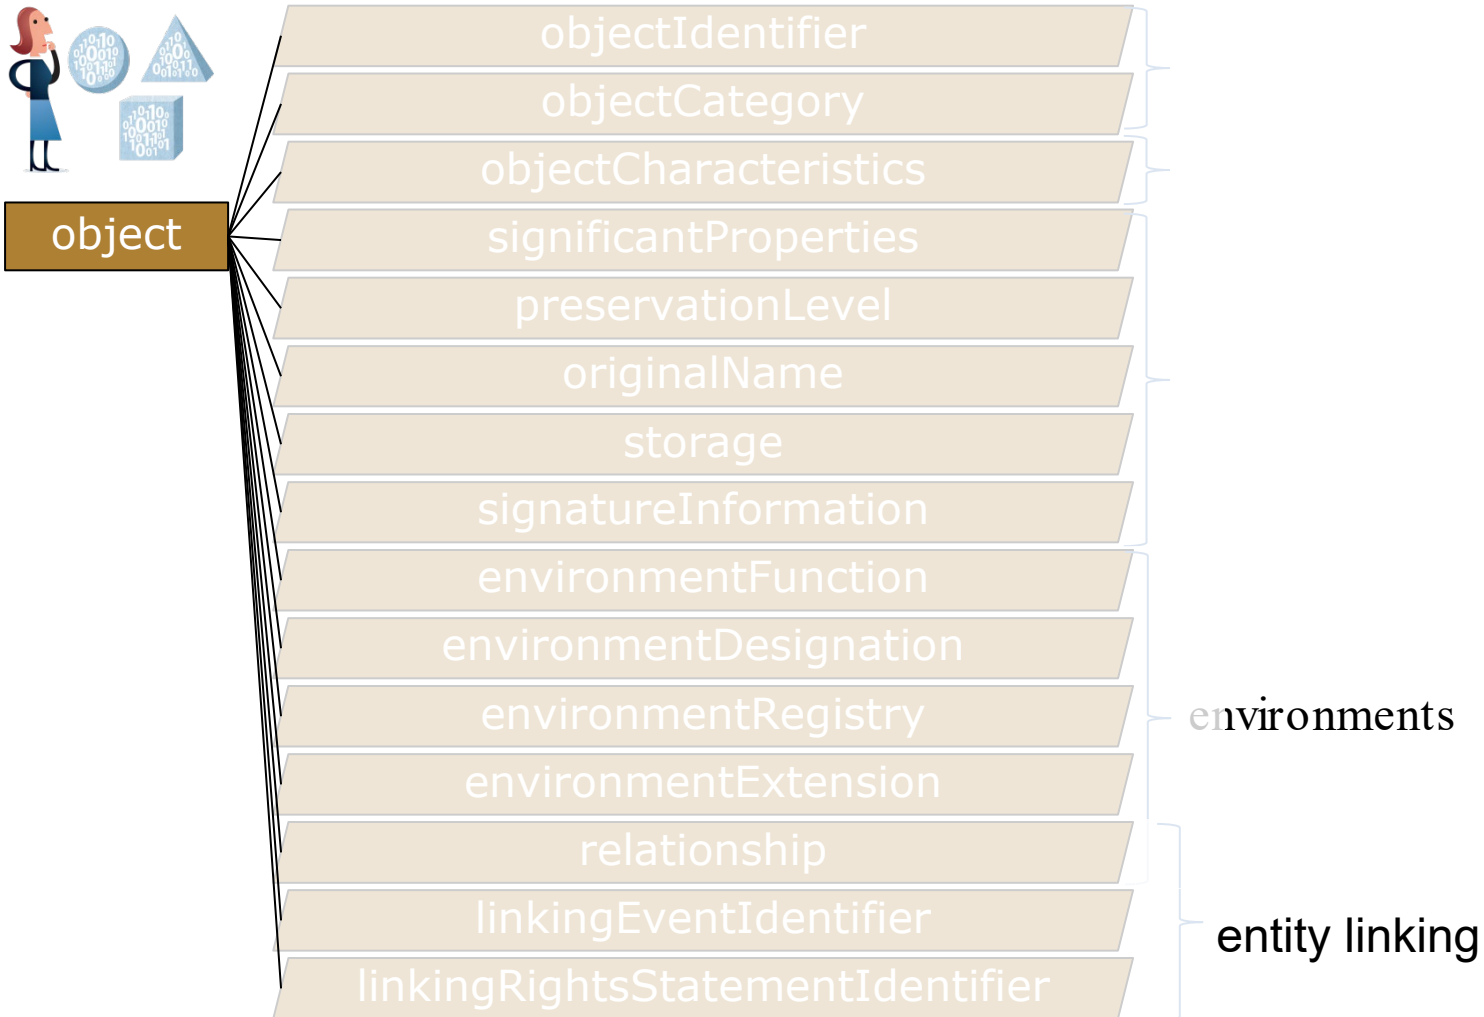 objectIdentifier
objectCategory
objectCharacteristics
object
significantProperties
preservationLevel
originalName
storage
signatureInformation
environmentFunction
environmentDesignation
environmentRegistry
environments
environmentExtension
relationship
linkingEventIdentifier
entity linking
linkingRightsStatementIdentifier